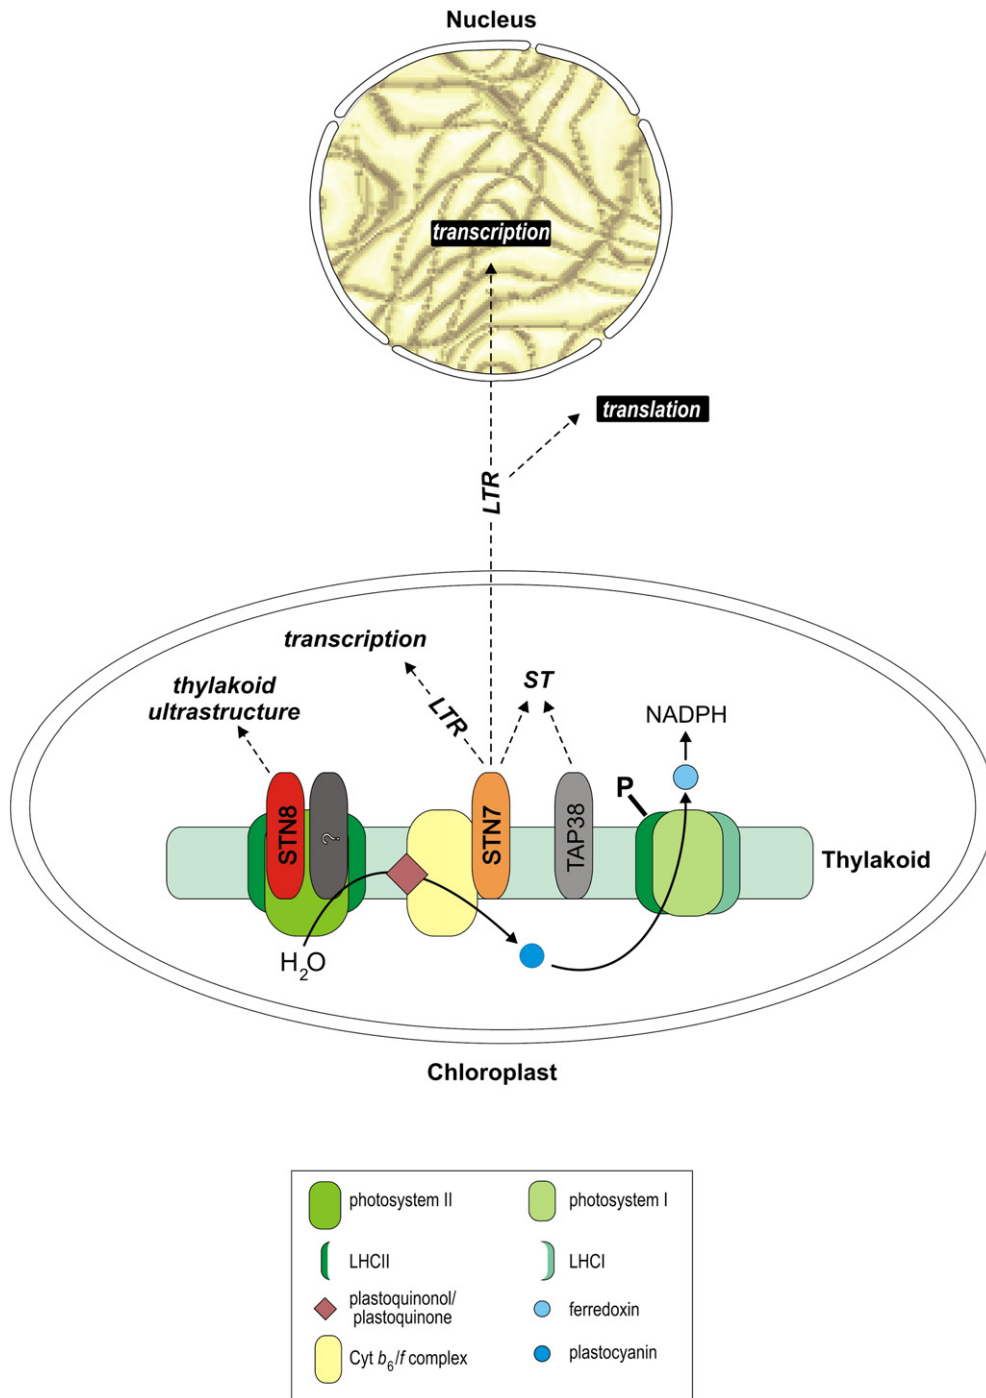 Nucleus
transcription
translation
LTR
transcription
LTR
ST
thylakoid
ultrastructure
NADPH
P
STN8
?
STN7
TAP38
Thylakoid
H₂O
Chloroplast
photosystem II
photosystem I
LHCII
LHCI
plastoquinonol/
plastoquinone
ferredoxin
Cyt b₆/f complex
plastocyanin